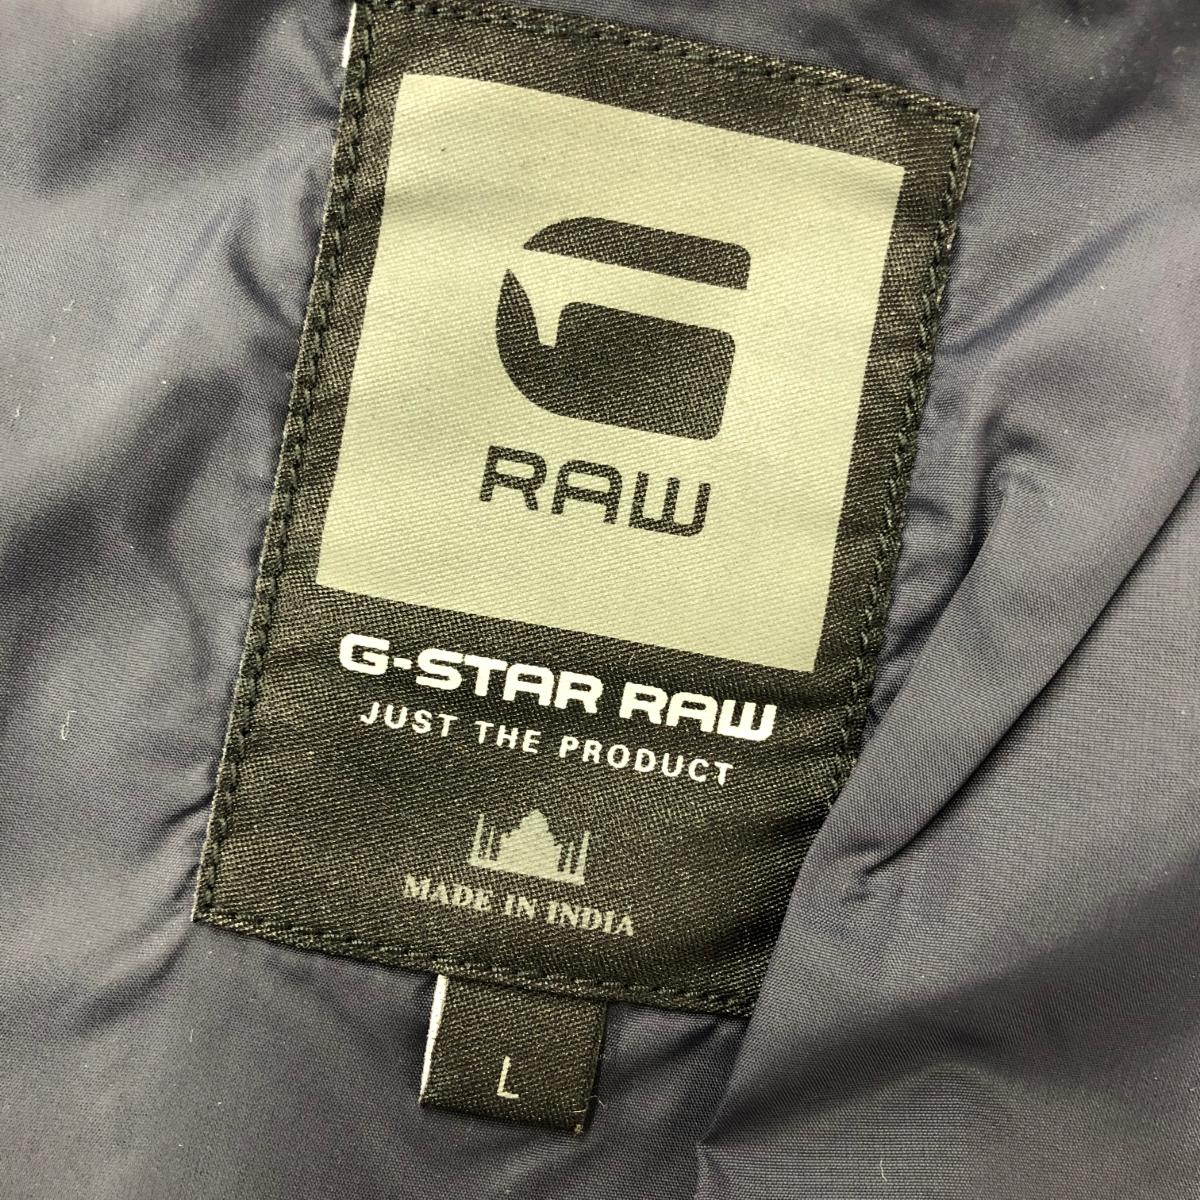 G
RAW
G-STAR RAW
JUST THE PRODUCT
MADE IN INDIA
L